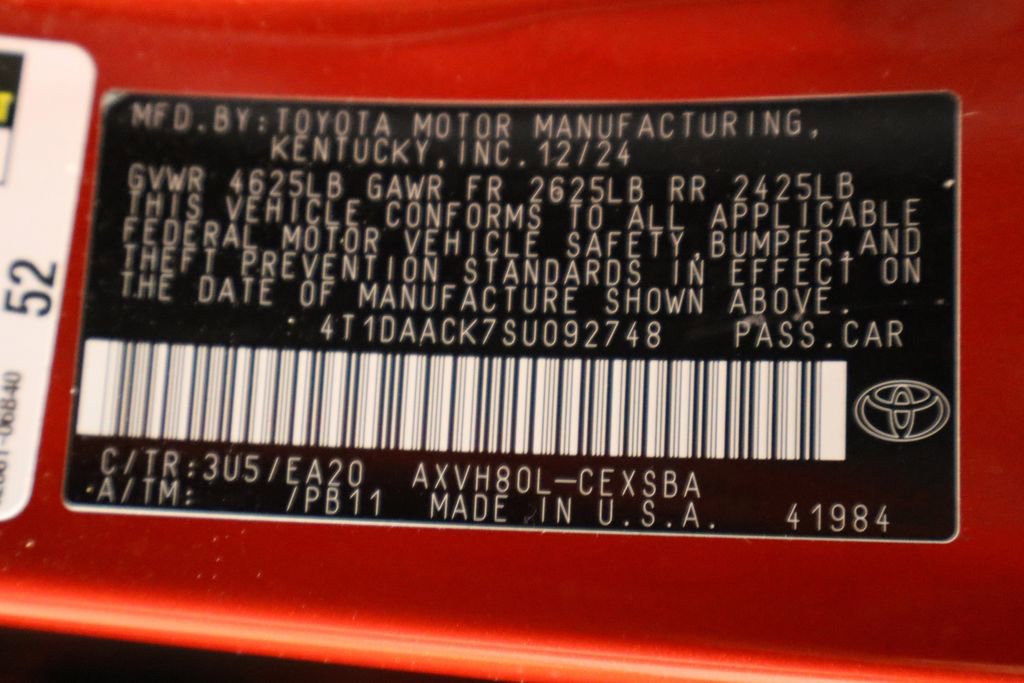 MFD.BY:TOYOTA MOTOR MANUFACTURING,
KENTUCKY,INC.12/24
GVWR 4625LB GAWR FR 2625LB RR 2425LB
THIS VEHICLE CONFORMS TO ALL APPLICABLE
FEDERAL MOTOR VEHICLE SAFETY,BUMPER,AND
THEFT PREVENTION STANDARDS IN EFFECT ON
THE DATE OF MANUFACTURE SHOWN ABOVE.
4T1DAACK7SU092748 PASS.CAR
C/TR:3U5/EA20 AXVH80L-CEXSBA
A/TM: /PB11 MADE IN U.S.A. 41984
52